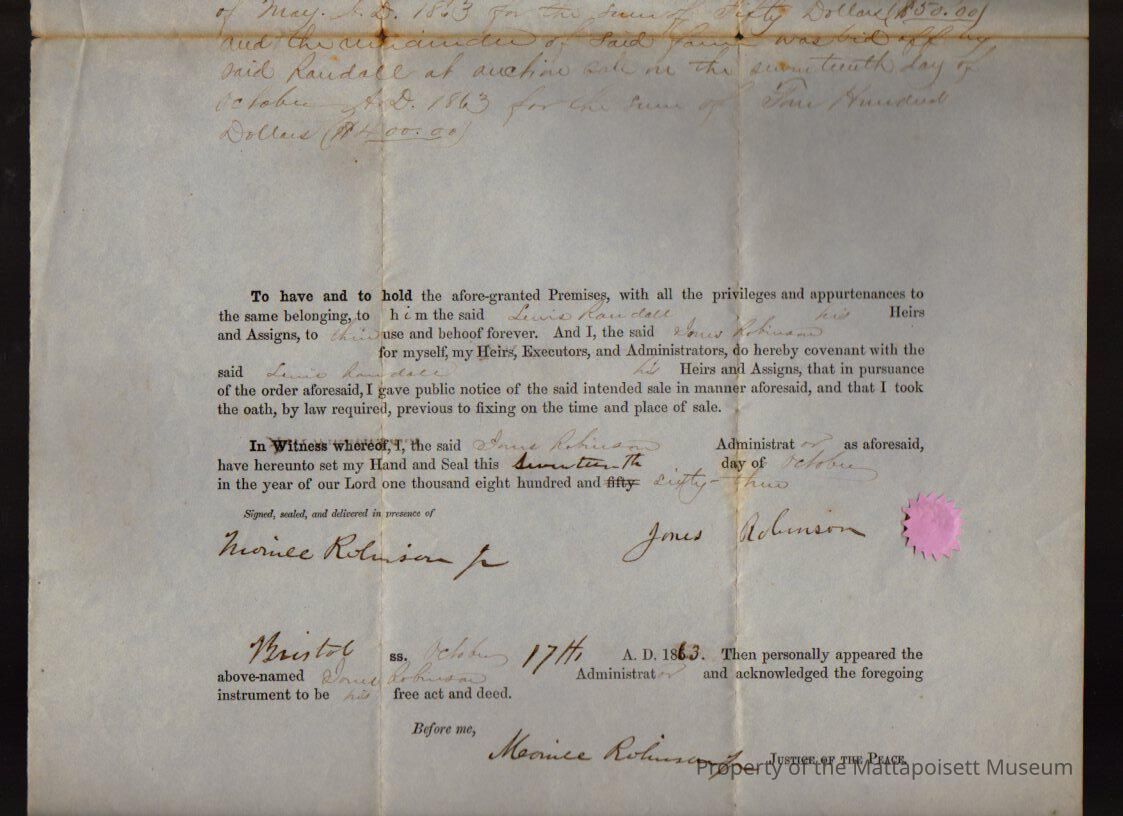 of May. A.D. 1863 for the sum of Fifty Dollars ($50.00)
and the remainder of said farm was bid off by
said Randall at auction sale on the seventeenth day of
October A.D. 1863 for the sum of Four Hundred
Dollars ($400.00)
To have and to hold the afore-granted Premises, with all the privileges and appurtenances to
the same belonging, to him the said Lewis Randall his Heirs
and Assigns, to their use and behoof forever. And I, the said Jones Robinson
for myself, my Heirs, Executors, and Administrators, do hereby covenant with the
said Lewis Randall his Heirs and Assigns, that in pursuance
of the order aforesaid, I gave public notice of the said intended sale in manner aforesaid, and that I took
the oath, by law required, previous to fixing on the time and place of sale.
In Witness whereof, I, the said Jones Robinson Administrator as aforesaid,
have hereunto set my Hand and Seal this seventeenth day of October
in the year of our Lord one thousand eight hundred and fifty sixty-three
Signed, sealed, and delivered in presence of
Robinson Jr Jones Robinson
Bristol ss. October 17th A. D. 1863. Then personally appeared the
above-named Jones Robinson Administrator and acknowledged the foregoing
instrument to be his free act and deed.
Before me,
Robinson Jr JUSTICE OF THE PEACE.
Property of the Mattapoisett Museum